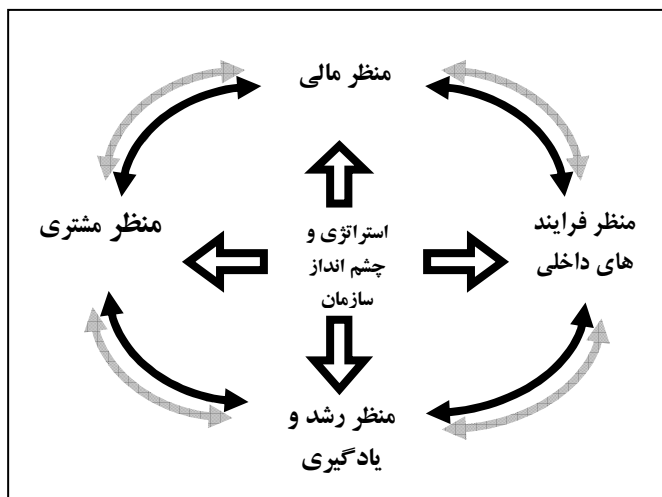 منظر مالی
منظر فرایند
های داخلی
استراتژی و
چشم انداز
سازمان
منظر مشتری
منظر رشد و
یادگیری